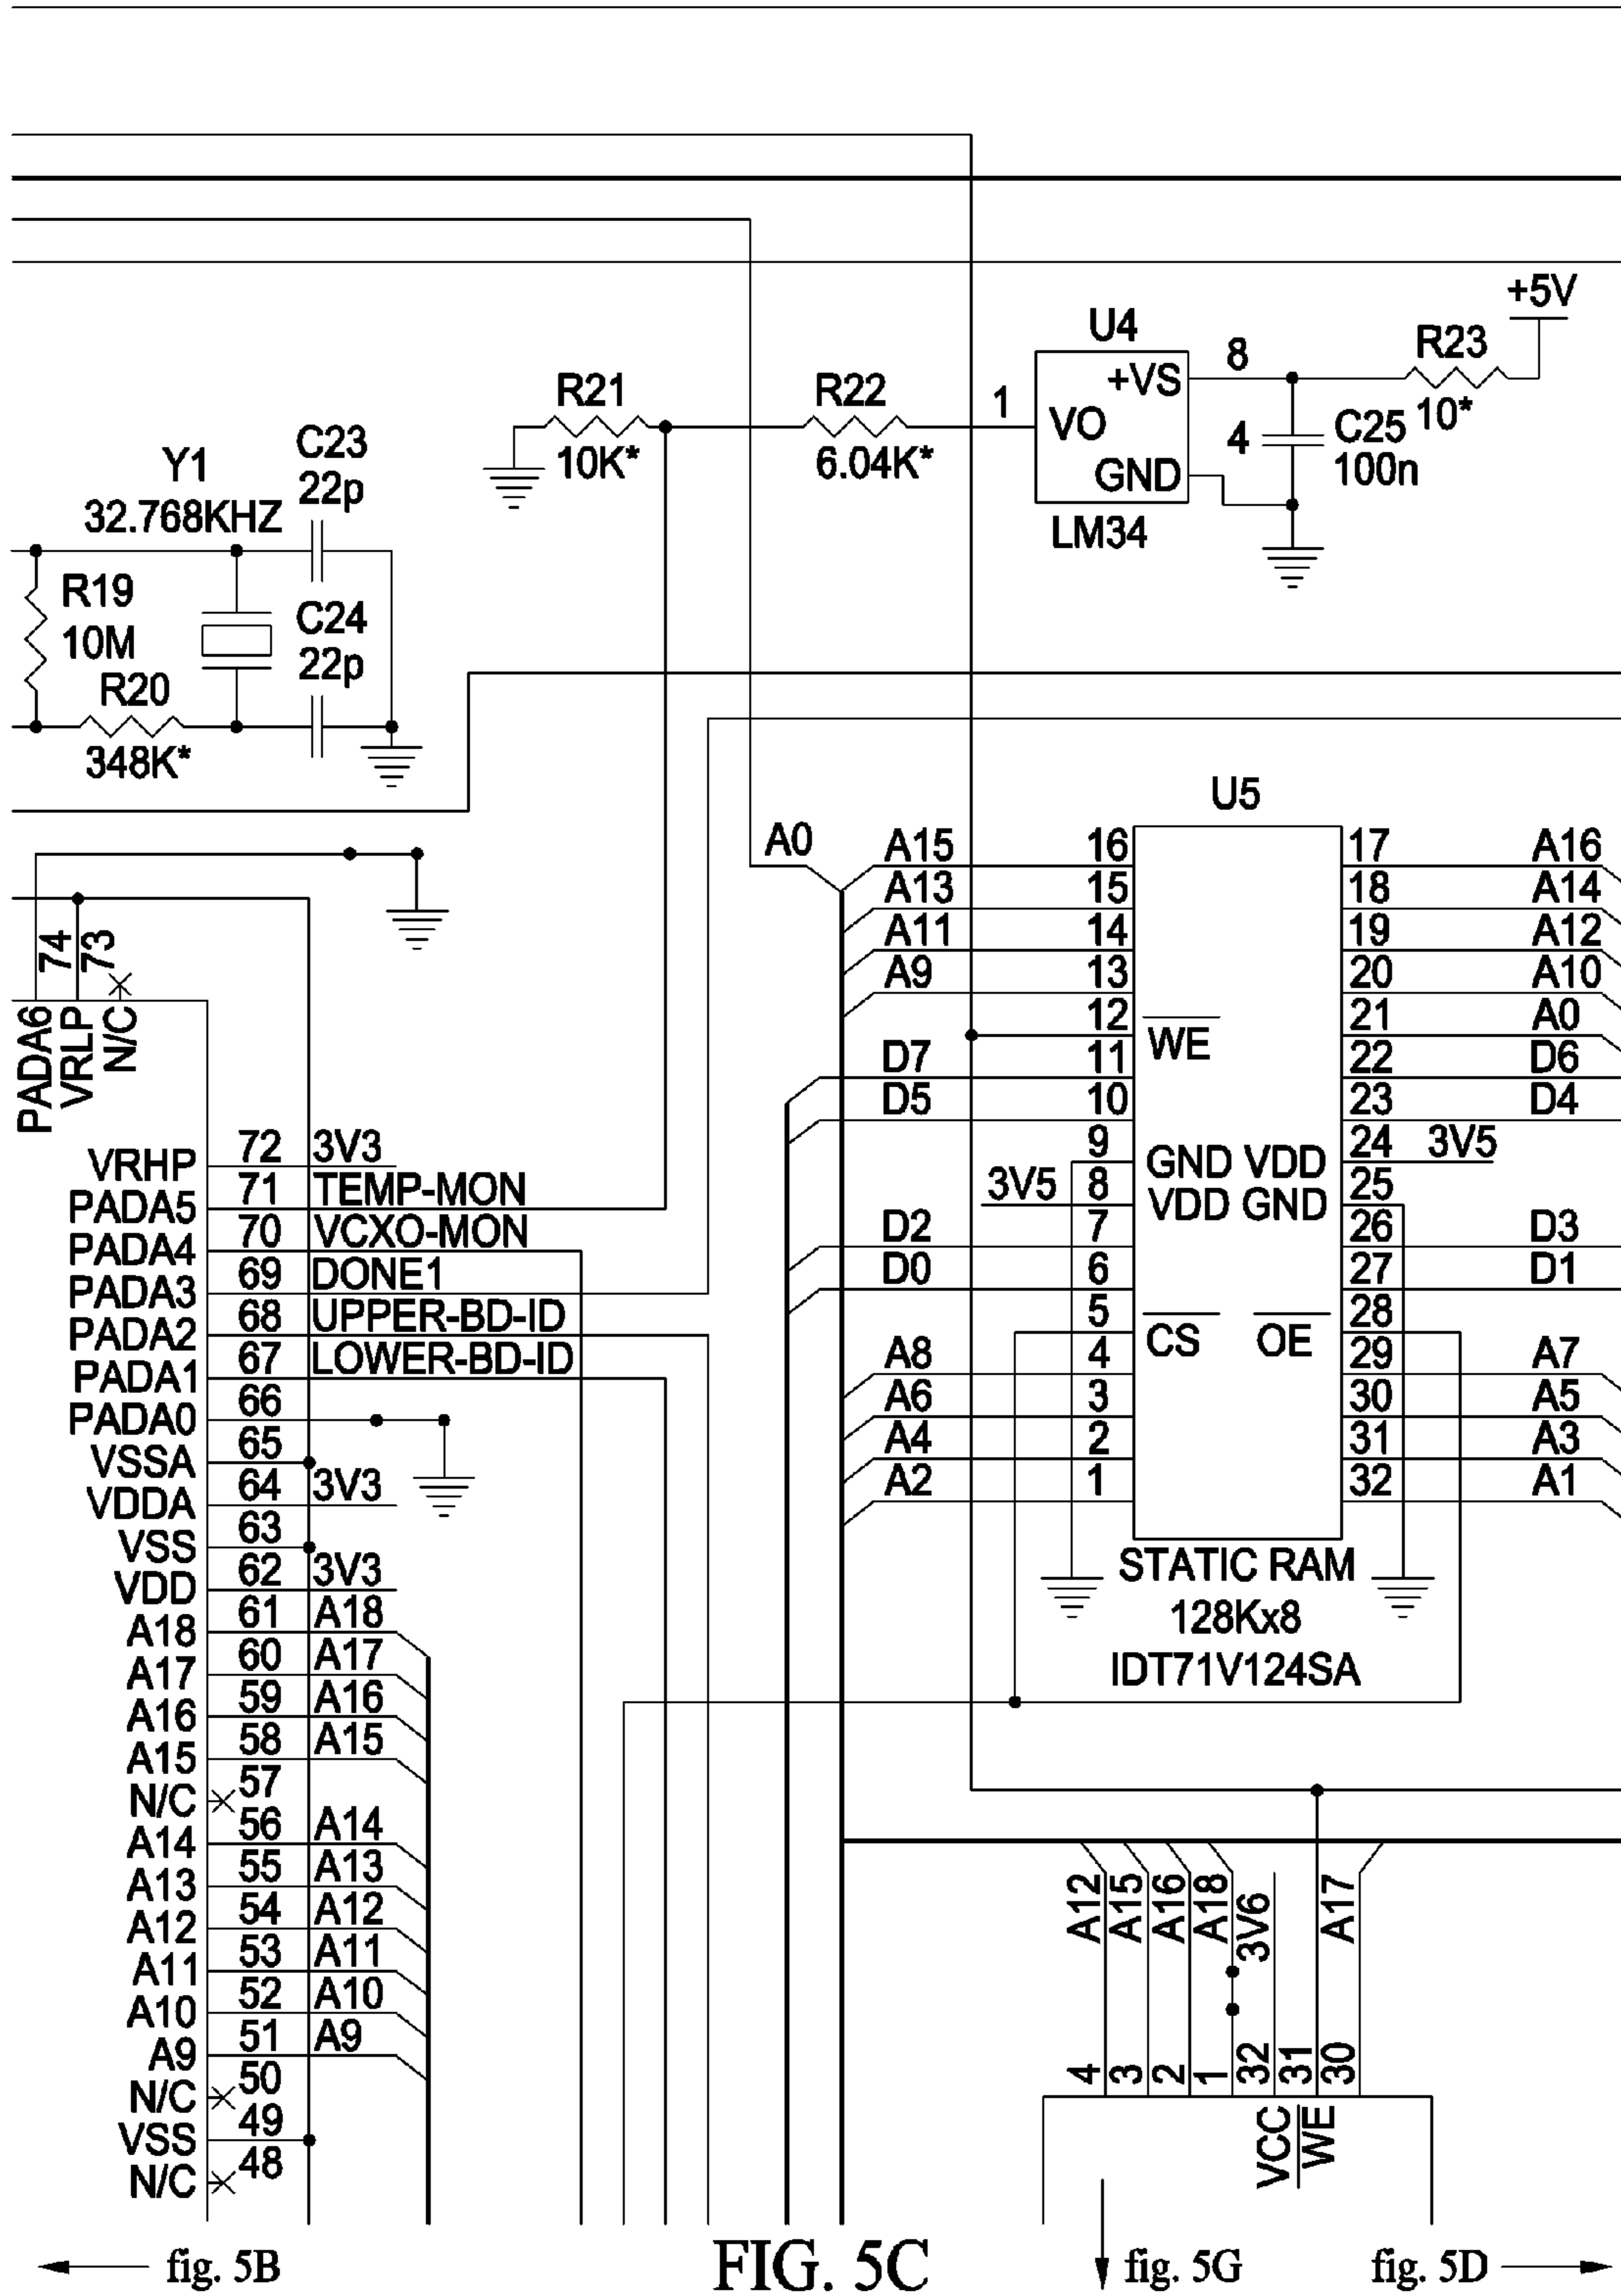 +5V
U4
R23
8
+VS
10*
R21
R22
1
VO
10K*
6.04K*
4
C25
100n
GND
LM34
C23
22p
Y1
32.768KHZ
R19
10M
C24
22p
R20
348K*
U5
A0
A15 16 17 A16
A13 15 18 A14
A11 14 19 A12
A9 13 20 A10
12 WE 21 A0
D7 11 22 D6
D5 10 23 D4
9 GND VDD 24 3V5
3V5 8 VDD GND 25
D2 7 26 D3
D0 6 27 D1
5 CS OE 28
A8 4 29 A7
A6 3 30 A5
A4 2 31 A3
A2 1 32 A1
STATIC RAM
128Kx8
IDT71V124SA
74
73
PADA6
VRLP
N/C
VRHP 72 3V3
PADA5 71 TEMP-MON
PADA4 70 VCXO-MON
PADA3 69 DONE1
PADA2 68 UPPER-BD-ID
PADA1 67 LOWER-BD-ID
PADA0 66
VSSA 65
VDDA 64 3V3
VSS 63
VDD 62 3V3
A18 61 A18
A17 60 A17
A16 59 A16
A15 58 A15
N/C 57
A14 56 A14
A13 55 A13
A12 54 A12
A11 53 A11
A10 52 A10
A9 51 A9
N/C 50
VSS 49
N/C 48
A12
A15
A16
A18
3V6
A17
4
3
2
1
32
31
30
VCC
WE
fig. 5B
FIG. 5C
fig. 5G
fig. 5D